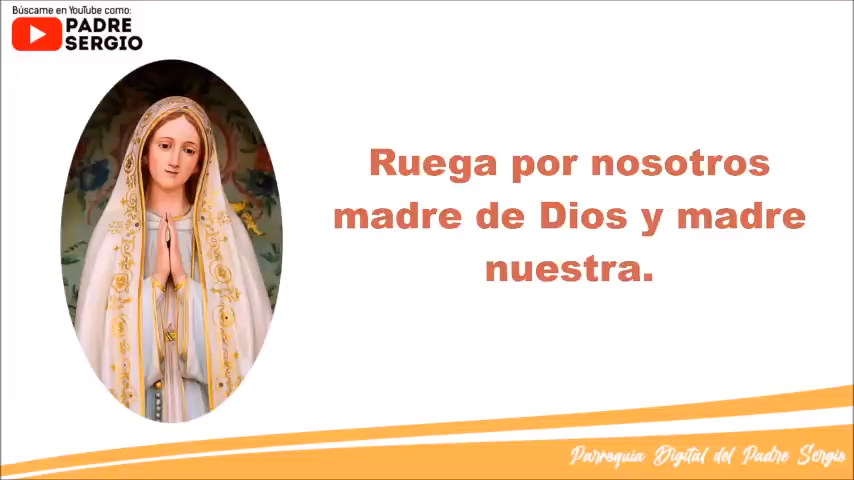 Búscame en YouTube como:
PADRE
SERGIO
Ruega por nosotros
madre de Dios y madre
nuestra.
Parroquia Digital del Padre Sergio